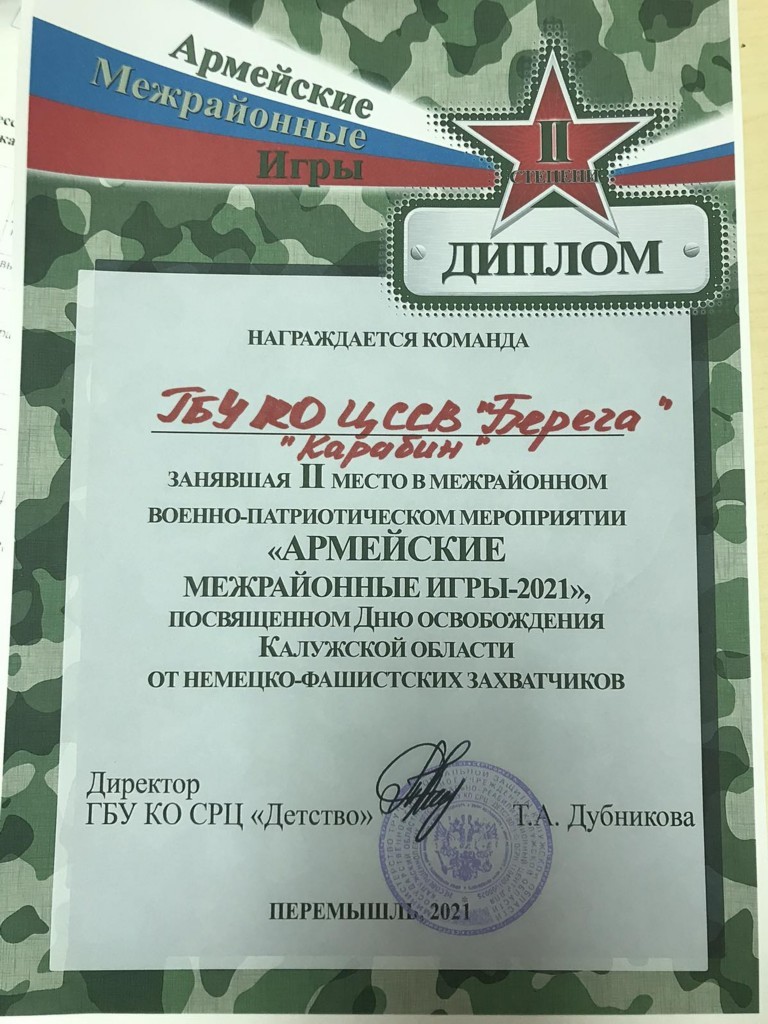 Армейские
Межрайонные
Игры
II
СТЕПЕНИ
ДИПЛОМ
НАГРАЖДАЕТСЯ КОМАНДА
ГБУ КО ЦССВ "Берега"
"Карабин"
ЗАНЯВШАЯ II МЕСТО В МЕЖРАЙОННОМ
ВОЕННО-ПАТРИОТИЧЕСКОМ МЕРОПРИЯТИИ
«АРМЕЙСКИЕ
МЕЖРАЙОННЫЕ ИГРЫ-2021»,
ПОСВЯЩЕННОМ ДНЮ ОСВОБОЖДЕНИЯ
КАЛУЖСКОЙ ОБЛАСТИ
ОТ НЕМЕЦКО-ФАШИСТСКИХ ЗАХВАТЧИКОВ
Директор
ГБУ КО СРЦ «Детство» Т.А. Дубникова
ПЕРЕМЫШЛЬ, 2021